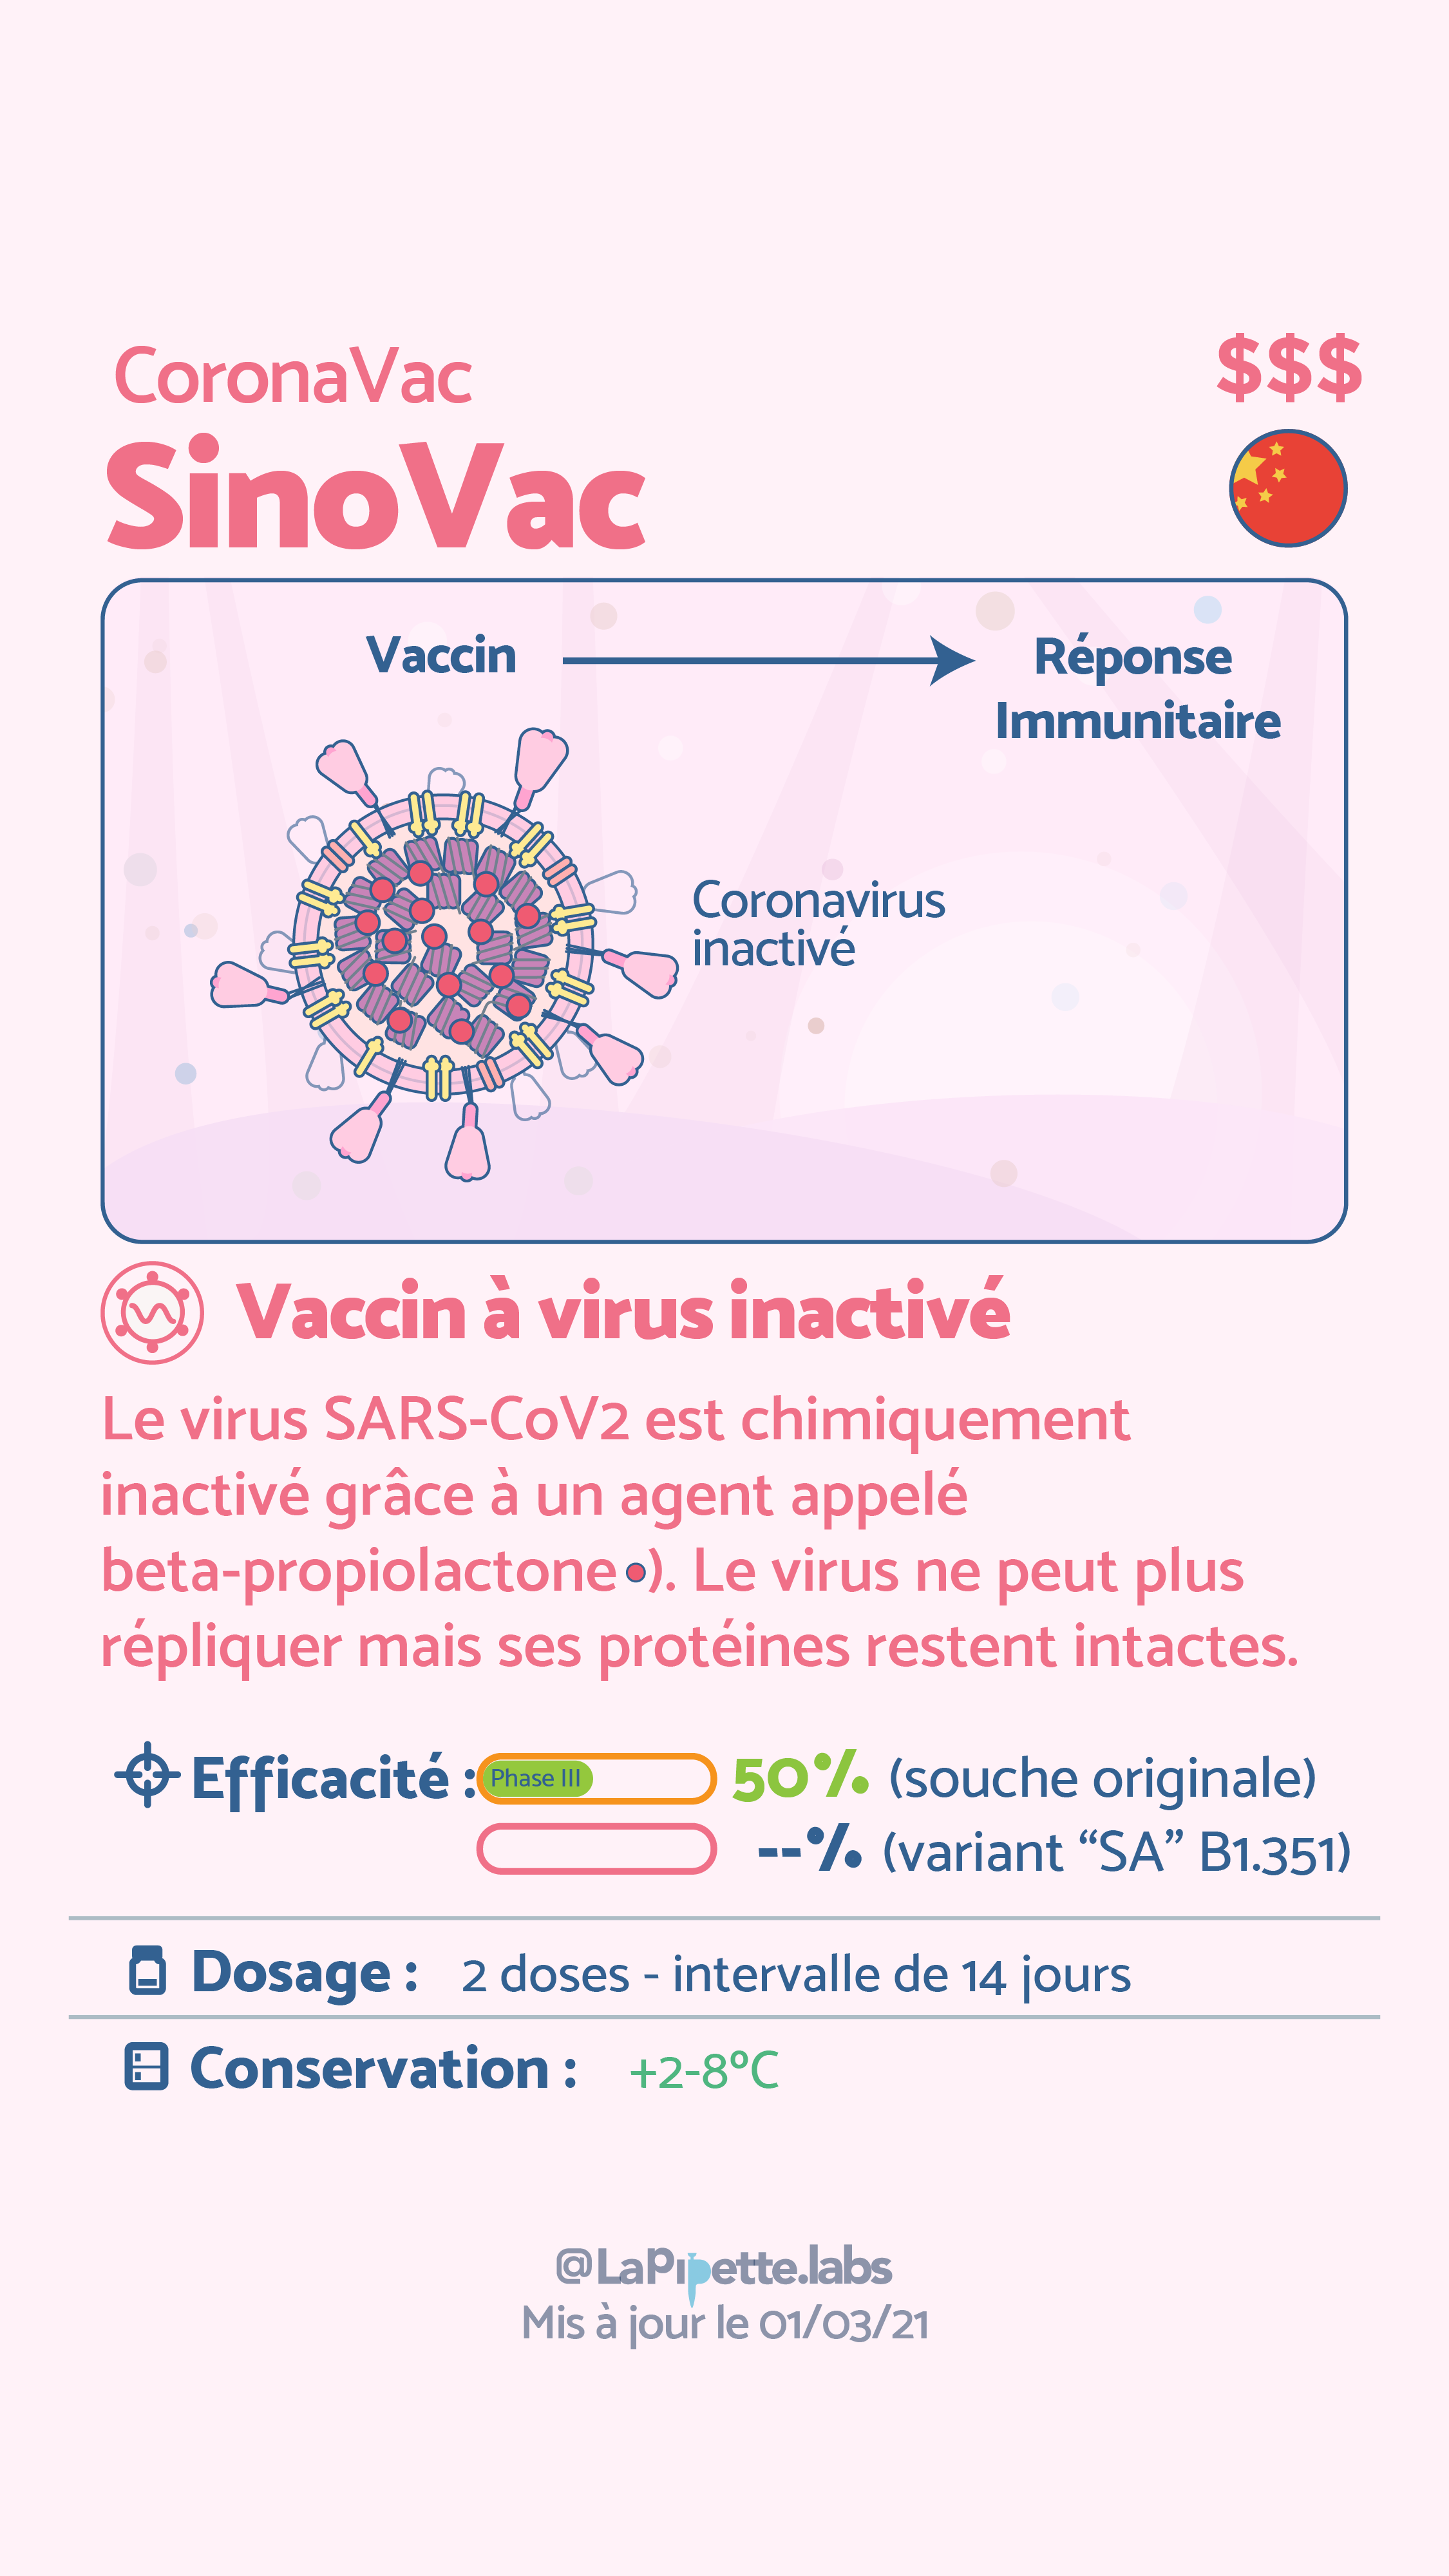 CoronaVac
$$$
SinoVac
Vaccin
Réponse
Immunitaire
Coronavirus
inactivé
Vaccin à virus inactivé
Le virus SARS-CoV2 est chimiquement
inactivé grâce à un agent appelé
beta-propiolactone ). Le virus ne peut plus
répliquer mais ses protéines restent intactes.
Efficacité : Phase III 50% (souche originale)
--% (variant “SA” B1.351)
Dosage : 2 doses - intervalle de 14 jours
Conservation : +2-8°C
@LaPipette.labs
Mis à jour le 01/03/21